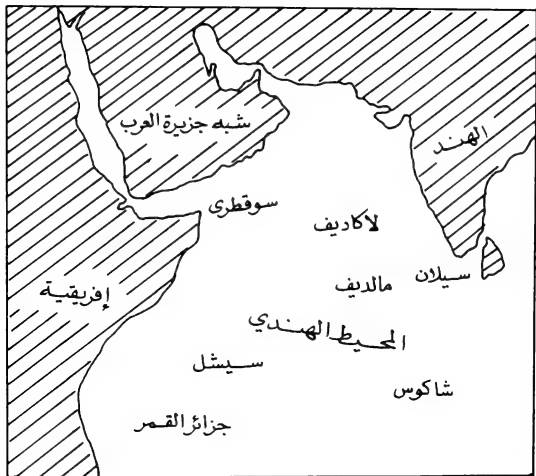 شبه جزيرة العرب
الهند
سوقطرى
لاكاديف
سيلان
مالديف
إفريقية
المحيط الهندي
سيشل
شاكوس
جزائر القمر